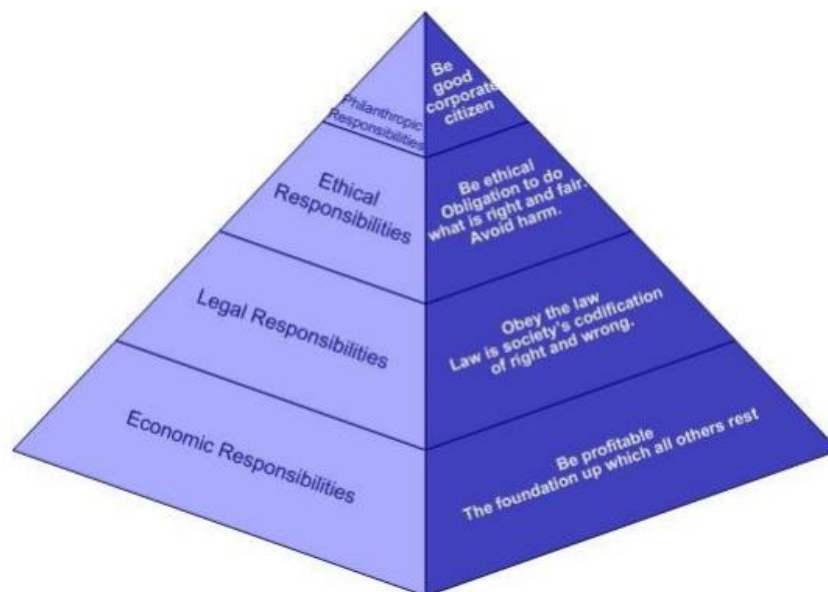 Philanthropic
Responsibilities
Be
good
corporate
citizen
Ethical
Responsibilities
Be ethical
Obligation to do
what is right and fair.
Avoid harm.
Legal Responsibilities
Obey the law
Law is society's codification
of right and wrong.
Economic Responsibilities
Be profitable
The foundation up which all others rest